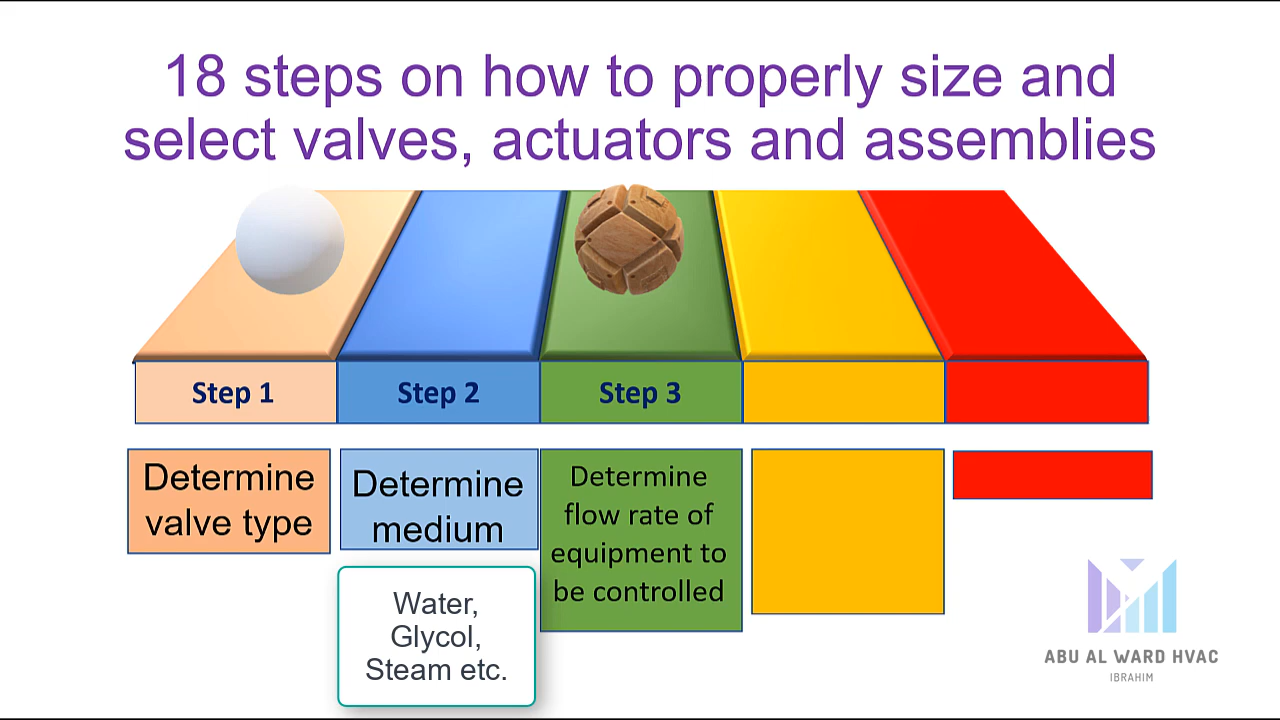 18 steps on how to properly size and
select valves, actuators and assemblies
Step 1
Step 2
Step 3
Determine
valve type
Determine
medium
Water,
Glycol,
Steam etc.
Determine
flow rate of
equipment to
be controlled
ABU AL WARD HVAC
IBRAHIM